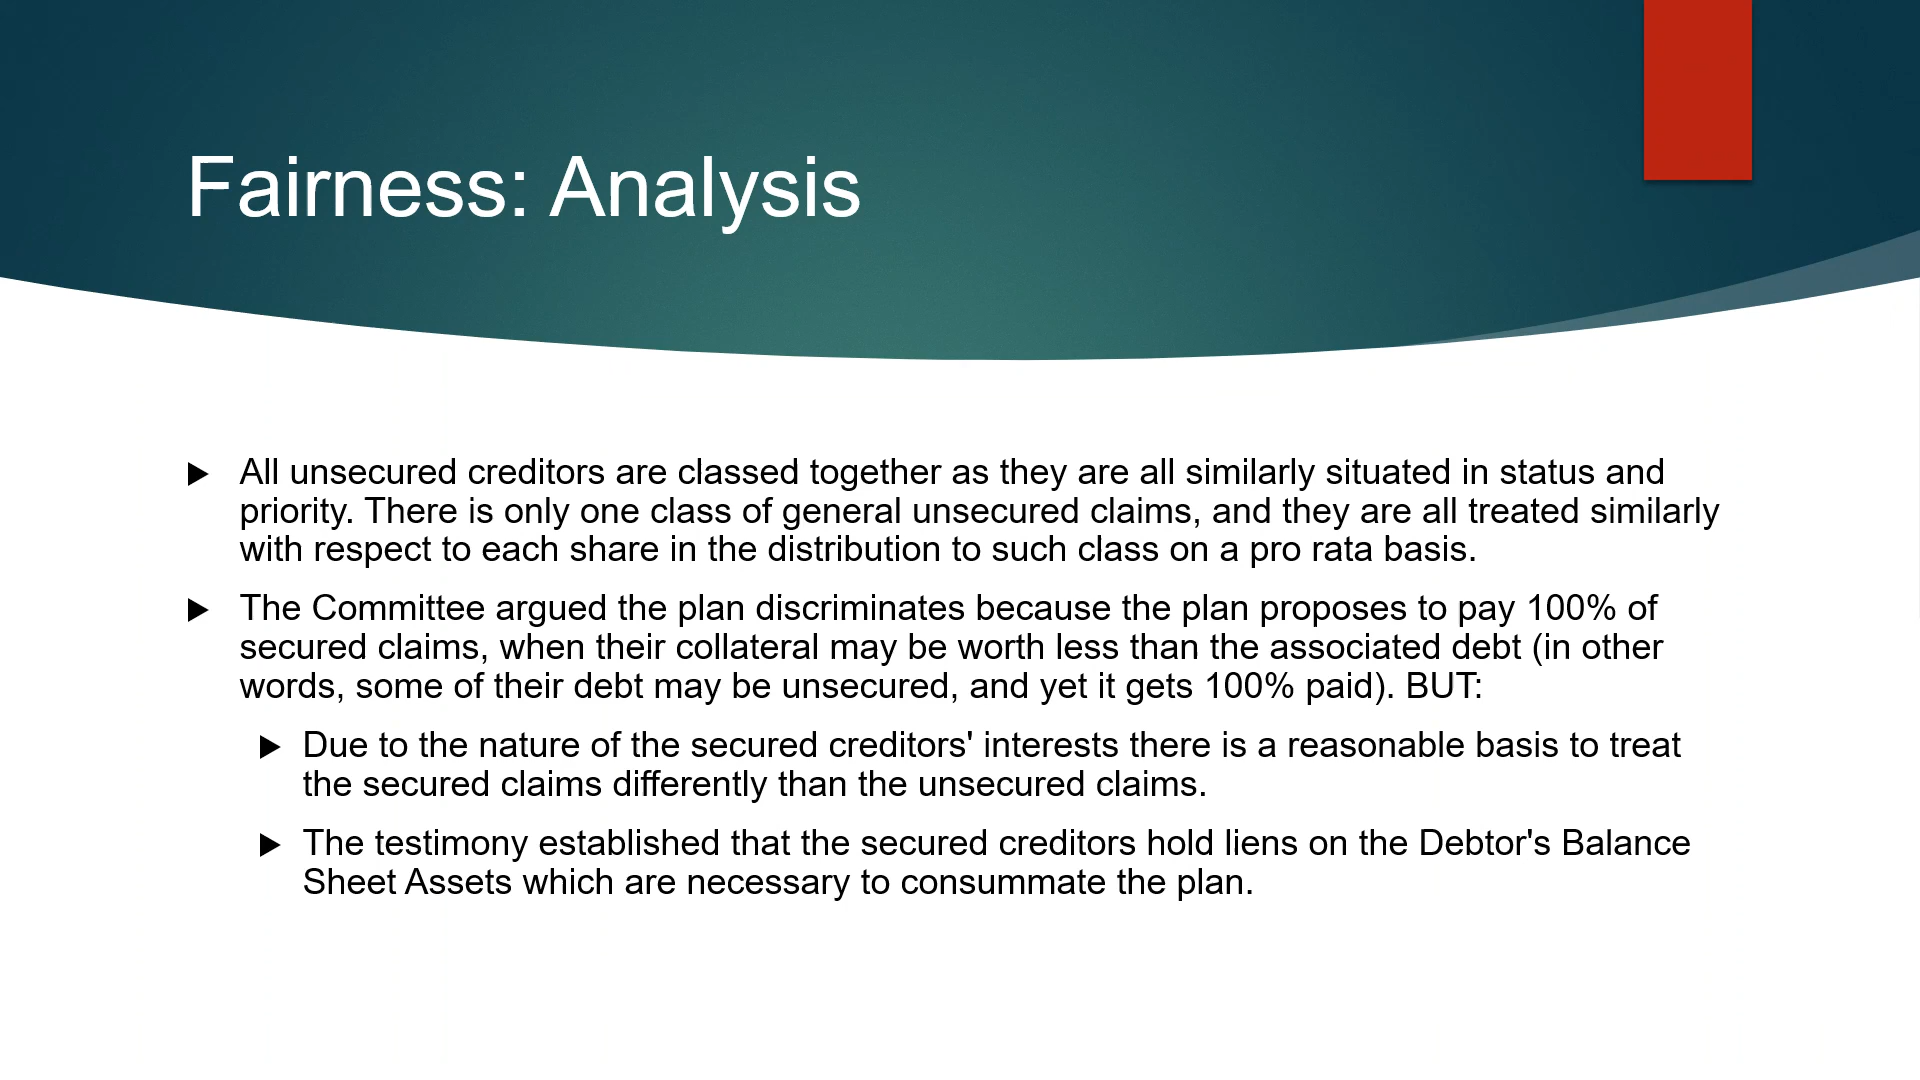 Fairness: Analysis
All unsecured creditors are classed together as they are all similarly situated in status and
priority. There is only one class of general unsecured claims, and they are all treated similarly
with respect to each share in the distribution to such class on a pro rata basis.
The Committee argued the plan discriminates because the plan proposes to pay 100% of
secured claims, when their collateral may be worth less than the associated debt (in other
words, some of their debt may be unsecured, and yet it gets 100% paid). BUT:
Due to the nature of the secured creditors' interests there is a reasonable basis to treat
the secured claims differently than the unsecured claims.
The testimony established that the secured creditors hold liens on the Debtor's Balance
Sheet Assets which are necessary to consummate the plan.